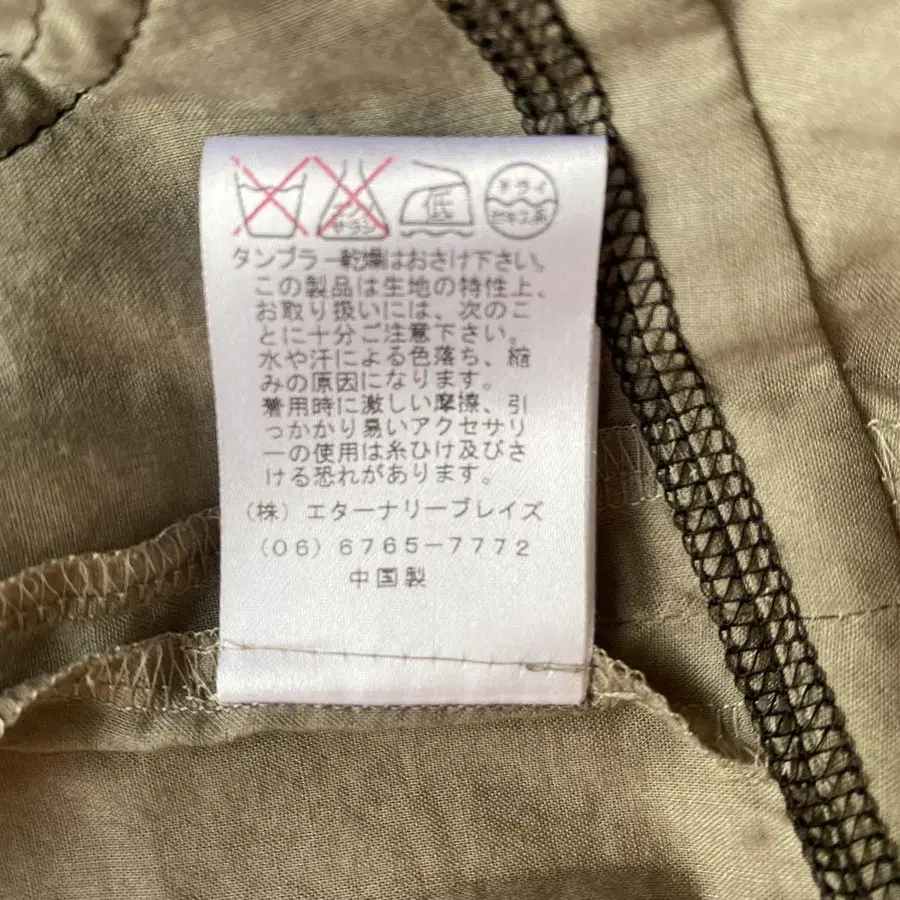 エンソ
サラシ
低
ドライ
セキユ系
タンブラー乾燥はおさけ下さい。
この製品は生地の特性上、
お取り扱いには、次のこ
とに十分ご注意下さい。
水や汗による色落ち、縮
みの原因になります。
着用時に激しい摩擦、引
っかかり易いアクセサリ
ーの使用は糸ひけ及びさ
ける恐れがあります。
(株) エターナリーブレイズ
(06) 6765-7772
中国製